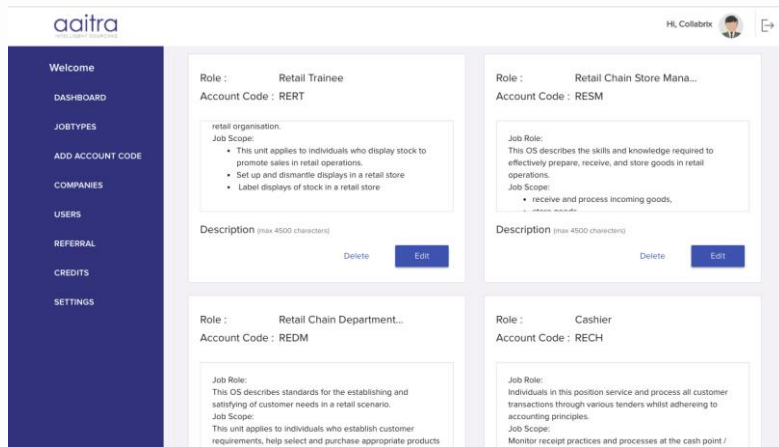 aaitra
INTELLIGENT SOURCING
Hi, Collabrix
Welcome
DASHBOARD
JOBTYPES
ADD ACCOUNT CODE
COMPANIES
USERS
REFERRAL
CREDITS
SETTINGS
Role : Retail Trainee
Account Code : RERT
retail organisation.
Job Scope:
• This unit applies to individuals who display stock to
promote sales in retail operations.
• Set up and dismantle displays in a retail store
• Label displays of stock in a retail store
Description (max 4500 characters)
Delete
Edit
Role : Retail Chain Store Mana...
Account Code : RESM
Job Role:
This OS describes the skills and knowledge required to
effectively prepare, receive, and store goods in retail
operations.
Job Scope:
• receive and process incoming goods,
• store goods
Description (max 4500 characters)
Delete
Edit
Role : Retail Chain Department...
Account Code : REDM
Job Role:
This OS describes standards for the establishing and
satisfying of customer needs in a retail scenario.
Job Scope:
This unit applies to individuals who establish customer
requirements, help select and purchase appropriate products
Role : Cashier
Account Code : RECH
Job Role:
Individuals in this position service and process all customer
transactions through various tenders whilst adhering to
accounting principles.
Job Scope:
Monitor receipt practices and processes at the cash point /